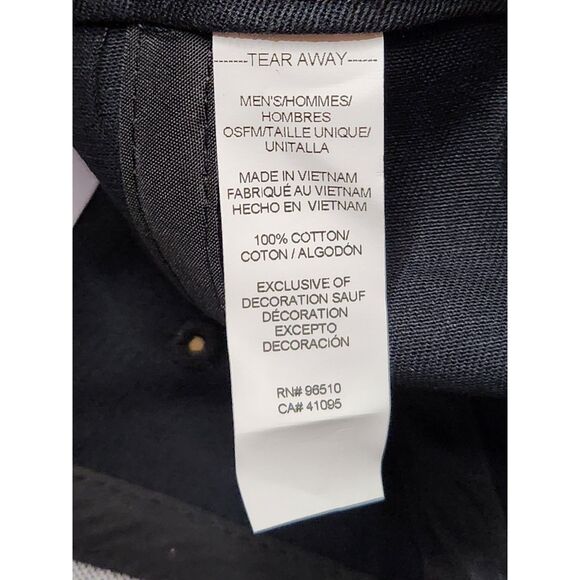 -------TEAR AWAY------
MEN'S/HOMMES/
HOMBRES
OSFM/TAILLE UNIQUE/
UNITALLA
MADE IN VIETNAM
FABRIQUÉ AU VIETNAM
HECHO EN VIETNAM
100% COTTON/
COTON / ALGODÓN
EXCLUSIVE OF
DECORATION SAUF
DÉCORATION
EXCEPTO
DECORACIÓN
RN# 96510
CA# 41095